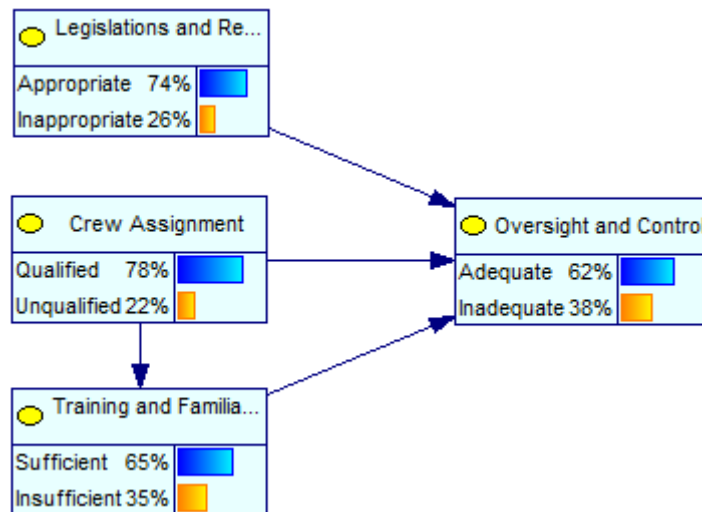 Legislations and Re...
Appropriate 74%
Inappropriate 26%
Crew Assignment
Qualified 78%
Unqualified 22%
Oversight and Control
Adequate 62%
Inadequate 38%
Training and Familia...
Sufficient 65%
Insufficient 35%